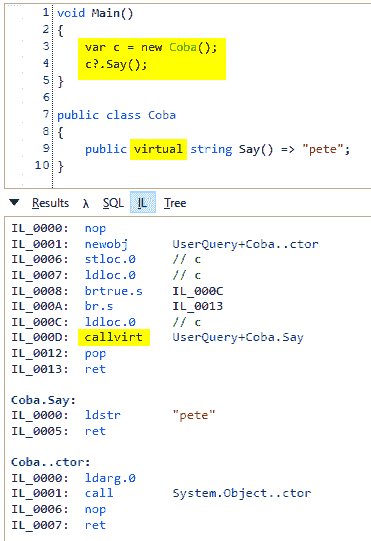 1 void Main()
2 {
3 var c = new Coba();
4 c?.Say();
5 }
6
7 public class Coba
8 {
9 public virtual string Say() => "pete";
10 }
▼ Results λ SQL IL Tree
IL_0000: nop
IL_0001: newobj UserQuery+Coba..ctor
IL_0006: stloc.0 // c
IL_0007: ldloc.0 // c
IL_0008: brtrue.s IL_000C
IL_000A: br.s IL_0013
IL_000C: ldloc.0 // c
IL_000D: callvirt UserQuery+Coba.Say
IL_0012: pop
IL_0013: ret
Coba.Say:
IL_0000: ldstr "pete"
IL_0005: ret
Coba..ctor:
IL_0000: ldarg.0
IL_0001: call System.Object..ctor
IL_0006: nop
IL_0007: ret